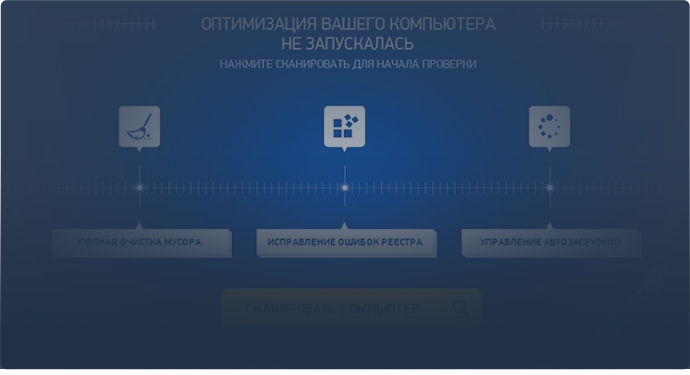 ОПТИМИЗАЦИЯ ВАШЕГО КОМПЬЮТЕРА
НЕ ЗАПУСКАЛАСЬ
НАЖМИТЕ СКАНИРОВАТЬ ДЛЯ НАЧАЛА ПРОВЕРКИ
ПОЛНАЯ ОЧИСТКА МУСОРА
ИСПРАВЛЕНИЕ ОШИБОК РЕЕСТРА
УПРАВЛЕНИЕ АВТОЗАГРУЗКОЙ
СКАНИРОВАТЬ КОМПЬЮТЕР